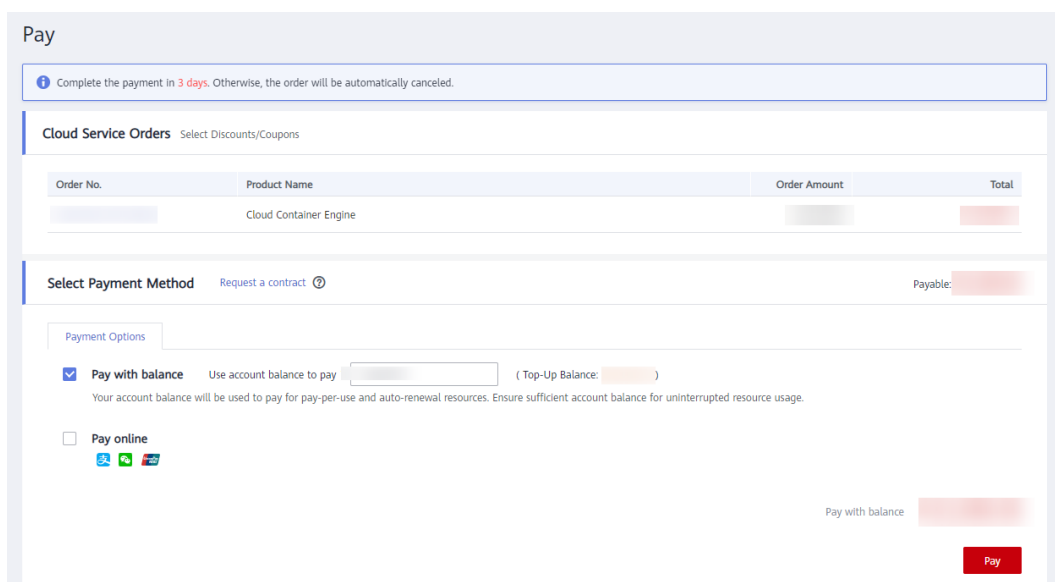 Pay
Complete the payment in 3 days. Otherwise, the order will be automatically canceled.
Cloud Service Orders Select Discounts/Coupons
Order No. Product Name Order Amount Total
Cloud Container Engine
Select Payment Method Request a contract Payable:
Payment Options
Pay with balance Use account balance to pay ( Top-Up Balance: )
Your account balance will be used to pay for pay-per-use and auto-renewal resources. Ensure sufficient account balance for uninterrupted resource usage.
Pay online
支
Pay with balance
Pay